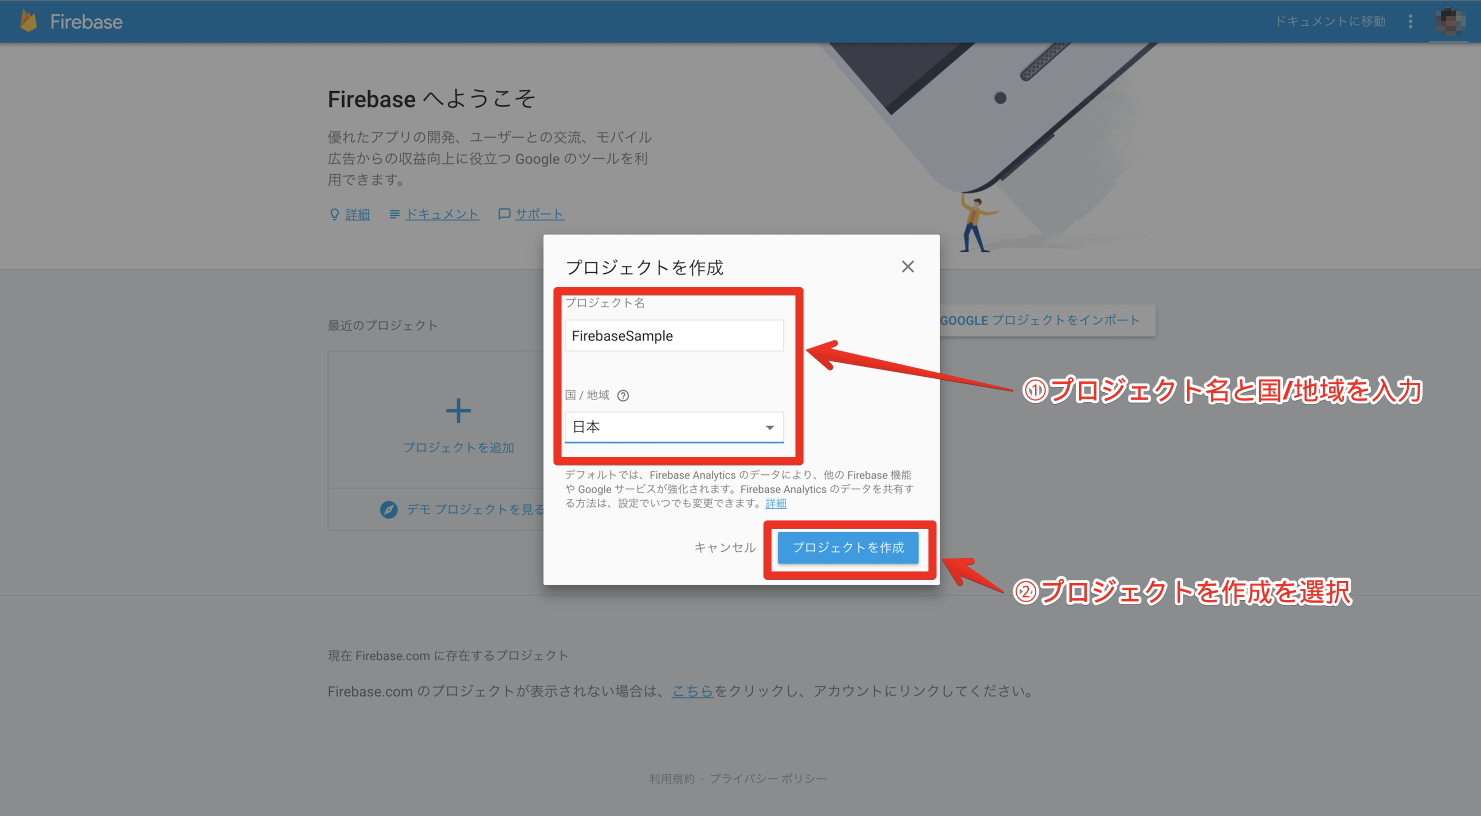 Firebase
ドキュメントに移動
Firebase へようこそ
優れたアプリの開発、ユーザーとの交流、モバイル
広告からの収益向上に役立つ Google のツールを利
用できます。
詳細 ドキュメント サポート
プロジェクトを作成
プロジェクト名
FirebaseSample
国 / 地域
日本
デフォルトでは、Firebase Analytics のデータにより、他の Firebase 機能
や Google サービスが強化されます。Firebase Analytics のデータを共有す
る方法は、設定でいつでも変更できます。詳細
キャンセル
プロジェクトを作成
最近のプロジェクト
GOOGLE プロジェクトをインポート
プロジェクトを追加
デモ プロジェクトを見る
①プロジェクト名と国/地域を入力
②プロジェクトを作成を選択
現在 Firebase.com に存在するプロジェクト
Firebase.com のプロジェクトが表示されない場合は、こちらをクリックし、アカウントにリンクしてください。
利用規約 · プライバシー ポリシー